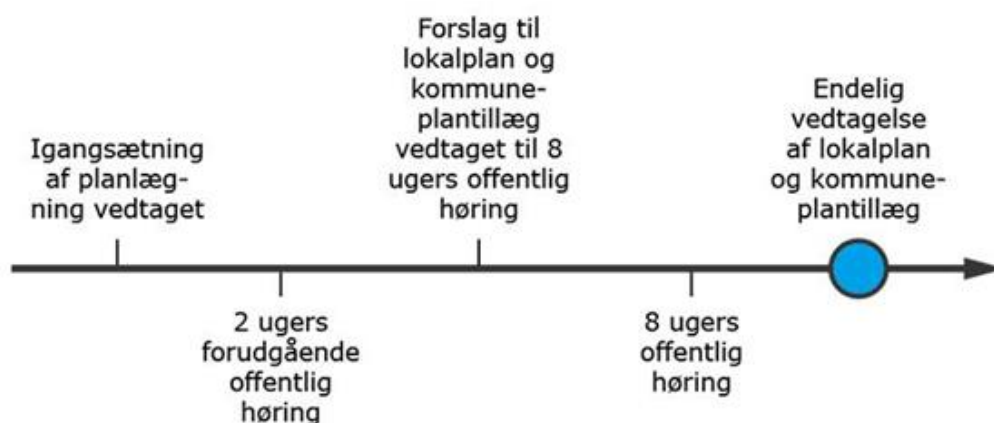 Igangsætning
af planlæg-
ning vedtaget
2 ugers
forudgående
offentlig
høring
Forslag til
lokalplan og
kommune-
plantillæg
vedtaget til 8
ugers offentlig
høring
8 ugers
offentlig
høring
Endelig
vedtagelse
af lokalplan
og kommune-
plantillæg